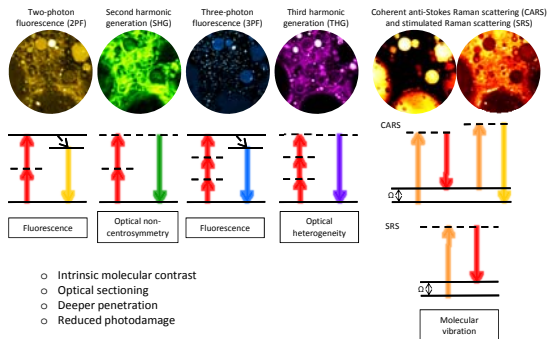 Two-photon
fluorescence (2PF)
Second harmonic
generation (SHG)
Three-photon
fluorescence (3PF)
Third harmonic
generation (THG)
Coherent anti-Stokes Raman scattering (CARS)
and stimulated Raman scattering (SRS)
CARS
Ω
Fluorescence
Optical non-
centrosymmetry
Fluorescence
Optical
heterogeneity
SRS
Ω
Molecular
vibration
o Intrinsic molecular contrast
o Optical sectioning
o Deeper penetration
o Reduced photodamage